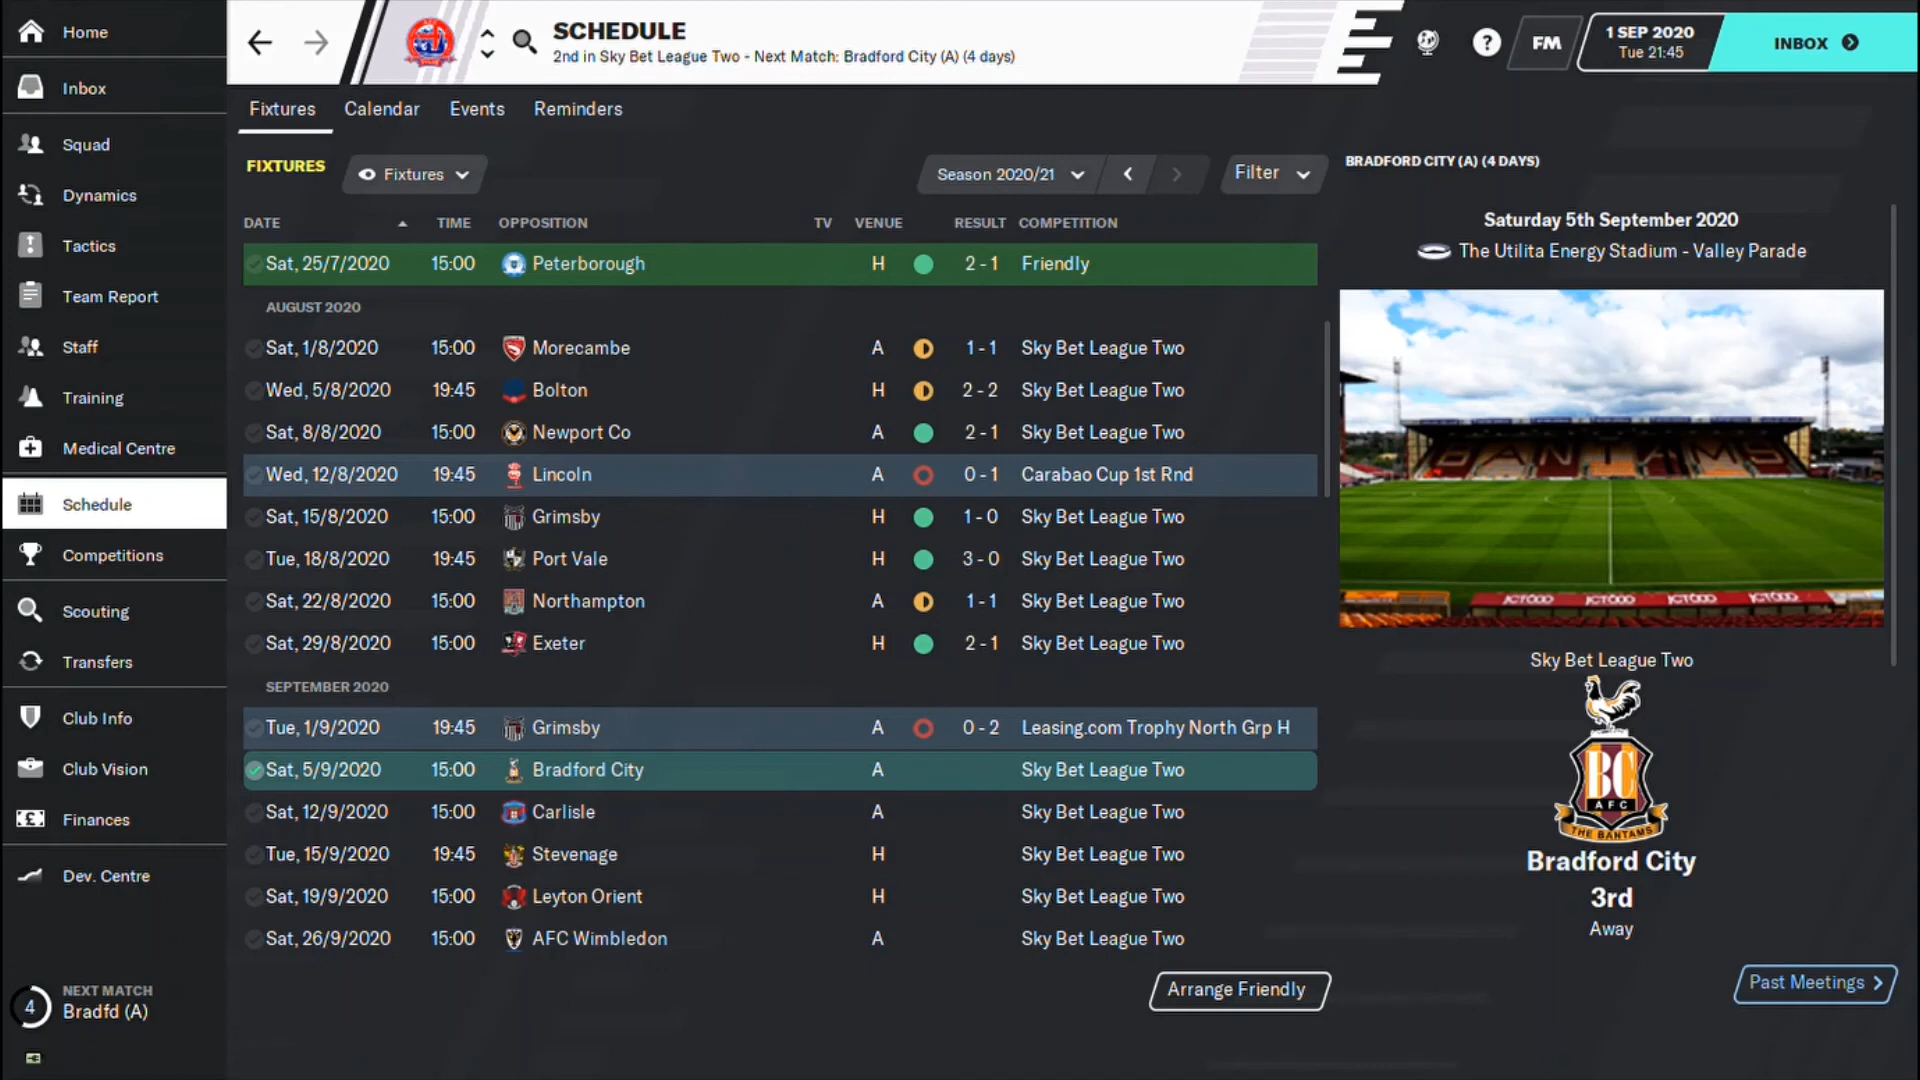 Home
Inbox
Squad
Dynamics
Tactics
Team Report
Staff
Training
Medical Centre
Schedule
Competitions
Scouting
Transfers
Club Info
Club Vision
Finances
Dev. Centre
4
NEXT MATCH
Bradfd (A)
SCHEDULE
2nd in Sky Bet League Two - Next Match: Bradford City (A) (4 days)
?
FM
1 SEP 2020
Tue 21:45
INBOX
Fixtures Calendar Events Reminders
FIXTURES
Fixtures
Season 2020/21
Filter
DATE TIME OPPOSITION TV VENUE RESULT COMPETITION
Sat, 25/7/2020 15:00 Peterborough H 2 - 1 Friendly
AUGUST 2020
Sat, 1/8/2020 15:00 Morecambe A 1 - 1 Sky Bet League Two
Wed, 5/8/2020 19:45 Bolton H 2 - 2 Sky Bet League Two
Sat, 8/8/2020 15:00 Newport Co A 2 - 1 Sky Bet League Two
Wed, 12/8/2020 19:45 Lincoln A 0 - 1 Carabao Cup 1st Rnd
Sat, 15/8/2020 15:00 Grimsby H 1 - 0 Sky Bet League Two
Tue, 18/8/2020 19:45 Port Vale H 3 - 0 Sky Bet League Two
Sat, 22/8/2020 15:00 Northampton A 1 - 1 Sky Bet League Two
Sat, 29/8/2020 15:00 Exeter H 2 - 1 Sky Bet League Two
SEPTEMBER 2020
Tue, 1/9/2020 19:45 Grimsby A 0 - 2 Leasing.com Trophy North Grp H
Sat, 5/9/2020 15:00 Bradford City A Sky Bet League Two
Sat, 12/9/2020 15:00 Carlisle A Sky Bet League Two
Tue, 15/9/2020 19:45 Stevenage H Sky Bet League Two
Sat, 19/9/2020 15:00 Leyton Orient H Sky Bet League Two
Sat, 26/9/2020 15:00 AFC Wimbledon A Sky Bet League Two
Arrange Friendly
BRADFORD CITY (A) (4 DAYS)
Saturday 5th September 2020
The Utilita Energy Stadium - Valley Parade
BANTAMS
JCT600 JCT600 JCT600 JCT600
Sky Bet League Two
BC
AFC
THE BANTAMS
Bradford City
3rd
Away
Past Meetings